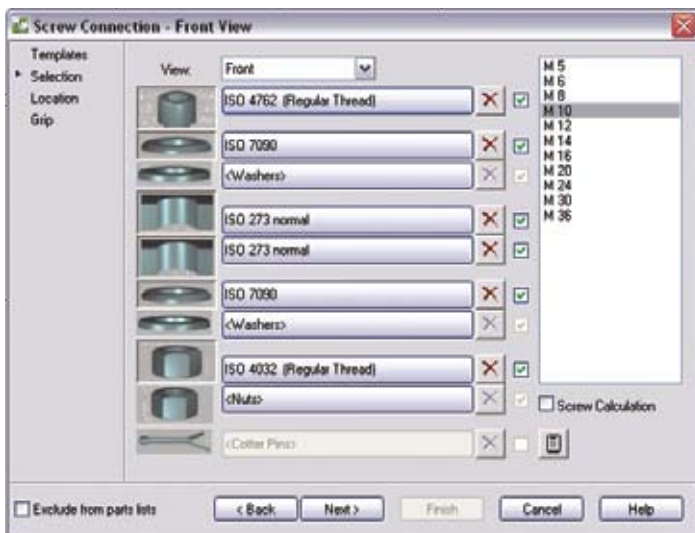 Screw Connection - Front View
Templates
Selection
Location
Grip
View: Front
ISO 4762 (Regular Thread)
ISO 7090
<Washers>
ISO 273 normal
ISO 273 normal
ISO 7090
<Washers>
ISO 4032 (Regular Thread)
<Nuts>
<Cotter Pins>
M 5
M 6
M 8
M 10
M 12
M 14
M 16
M 20
M 24
M 30
M 36
Screw Calculation
Exclude from parts lists
< Back
Next >
Finish
Cancel
Help